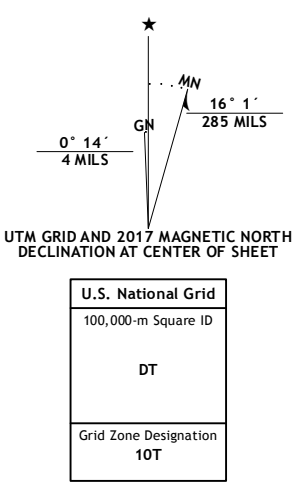 MN
16° 1´
285 MILS
GN
0° 14´
4 MILS
UTM GRID AND 2017 MAGNETIC NORTH
DECLINATION AT CENTER OF SHEET
U.S. National Grid
100,000-m Square ID
DT
Grid Zone Designation
10T